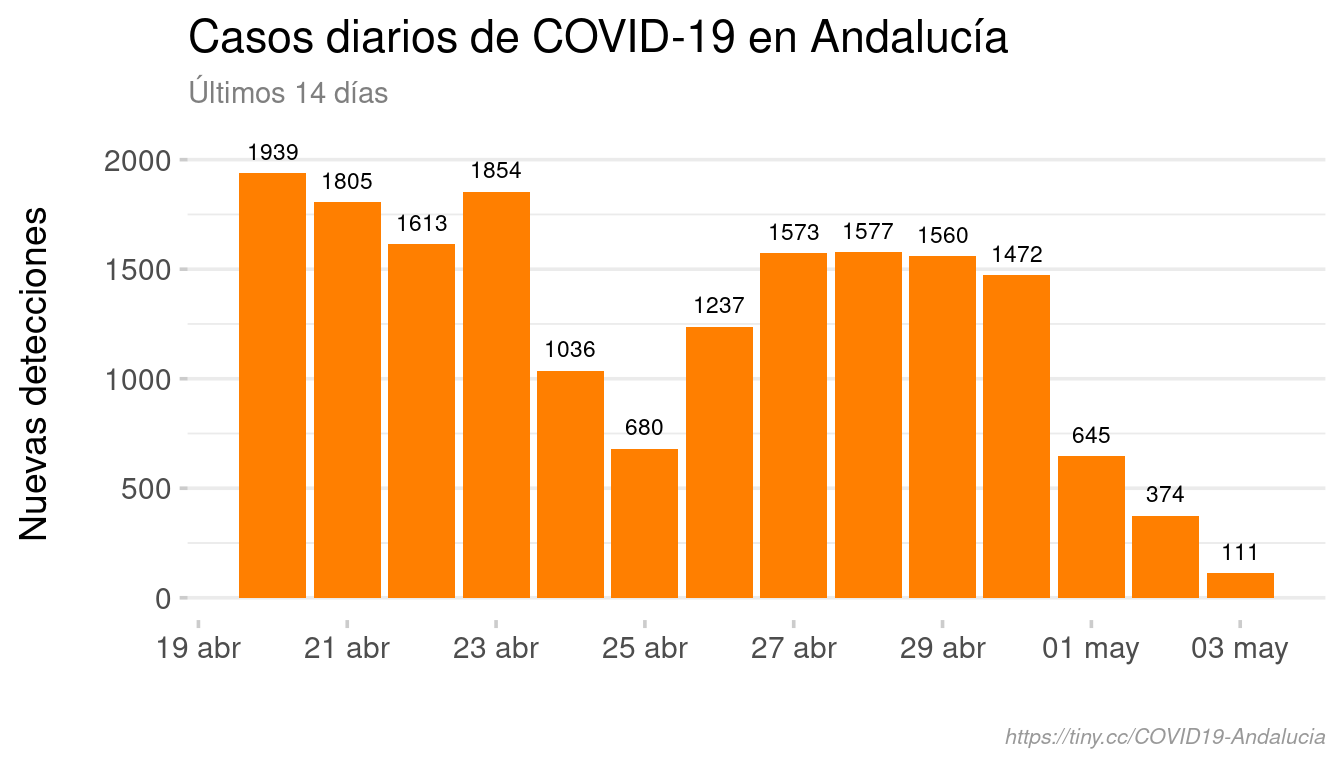 Casos diarios de COVID-19 en Andalucía
Últimos 14 días
Nuevas detecciones
2000
1500
1000
500
0
1939
1805
1613
1854
1036
680
1237
1573
1577
1560
1472
645
374
111
19 abr
21 abr
23 abr
25 abr
27 abr
29 abr
01 may
03 may
https://tiny.cc/COVID19-Andalucia